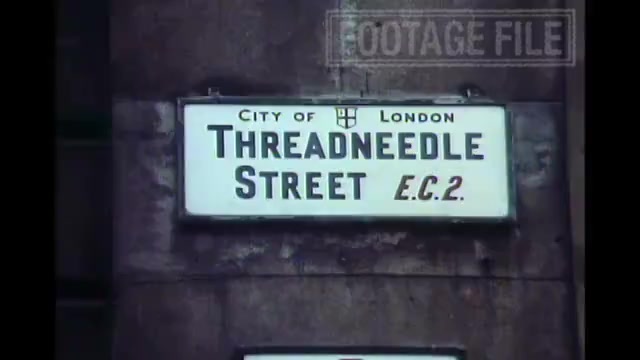 FOOTAGE FILE
CITY OF LONDON
THREADNEEDLE
STREET E.C.2.